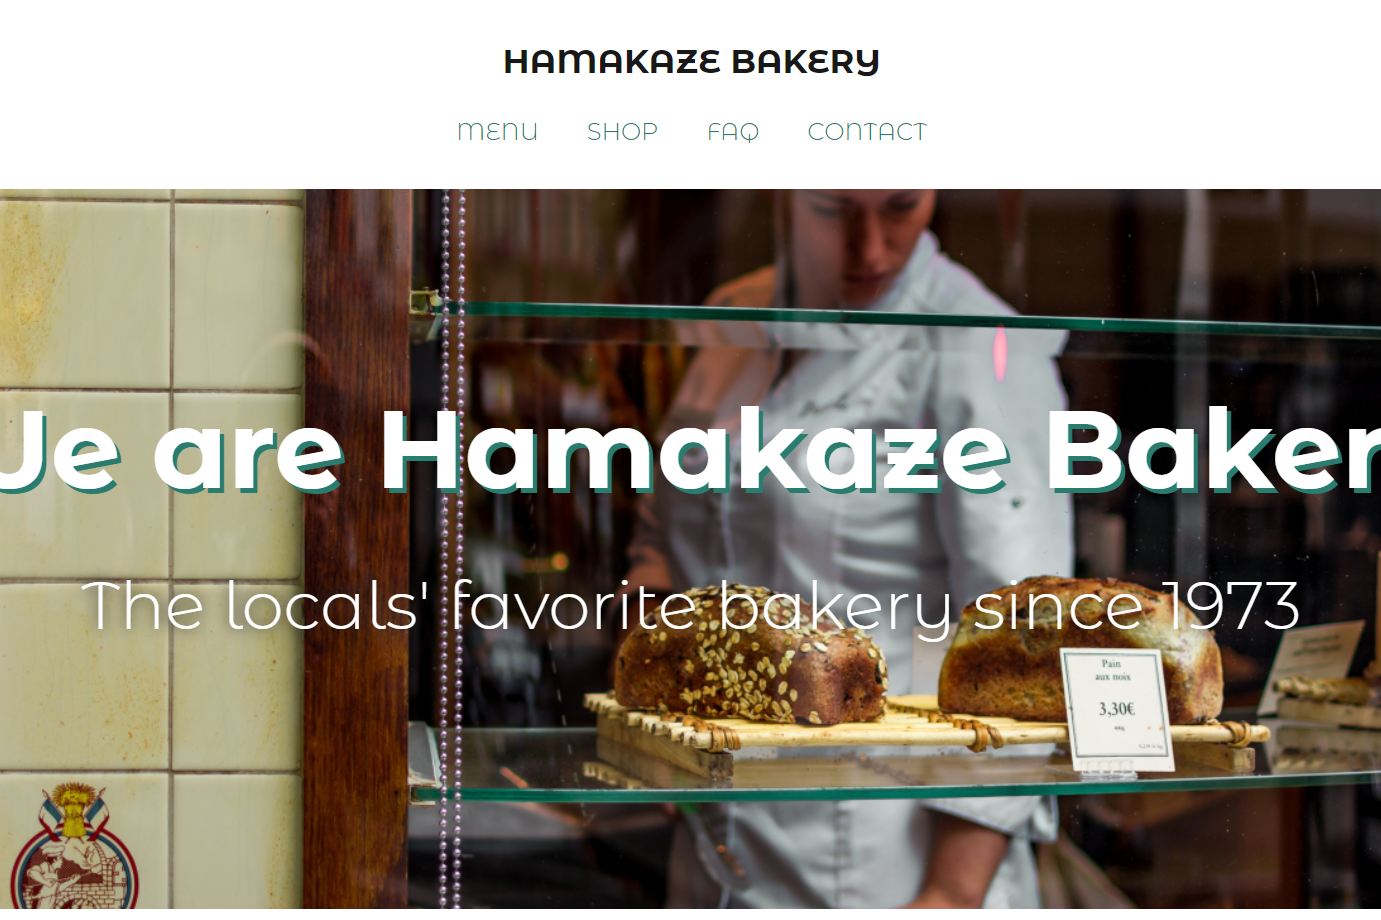 HAMAKAZE BAKERY
MENU SHOP FAQ CONTACT
We are Hamakaze Baker
The locals' favorite bakery since 1973
Pain
aux noix
3,30€